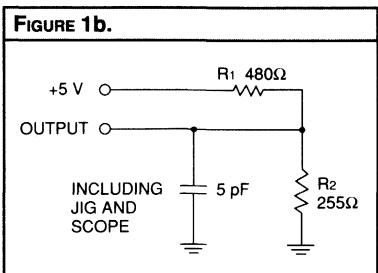 FIGURE 1b.
R1 480Ω
+5 V
OUTPUT
INCLUDING
JIG AND
SCOPE
5 pF
R2
255Ω